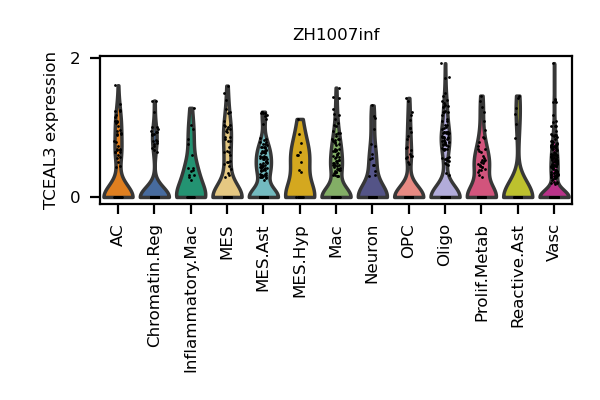 ZH1007inf
TCEAL3 expression
2
0
AC
Chromatin.Reg
Inflammatory.Mac
MES
MES.Ast
MES.Hyp
Mac
Neuron
OPC
Oligo
Prolif.Metab
Reactive.Ast
Vasc